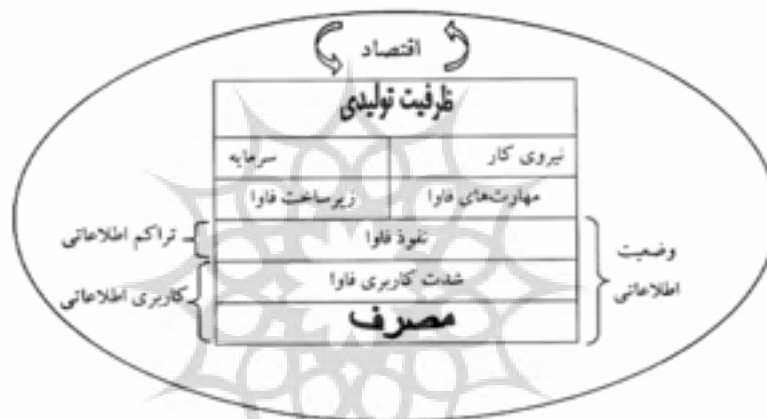 اقتصاد
ظرفیت تولیدی
نیروی کار
سرمایه
مهارت‌های فاوا
زیرساخت فاوا
نفوذ فاوا
تراکم اطلاعاتی
وضعیت
اطلاعاتی
شدت کاربری فاوا
کاربری اطلاعاتی
مصرف